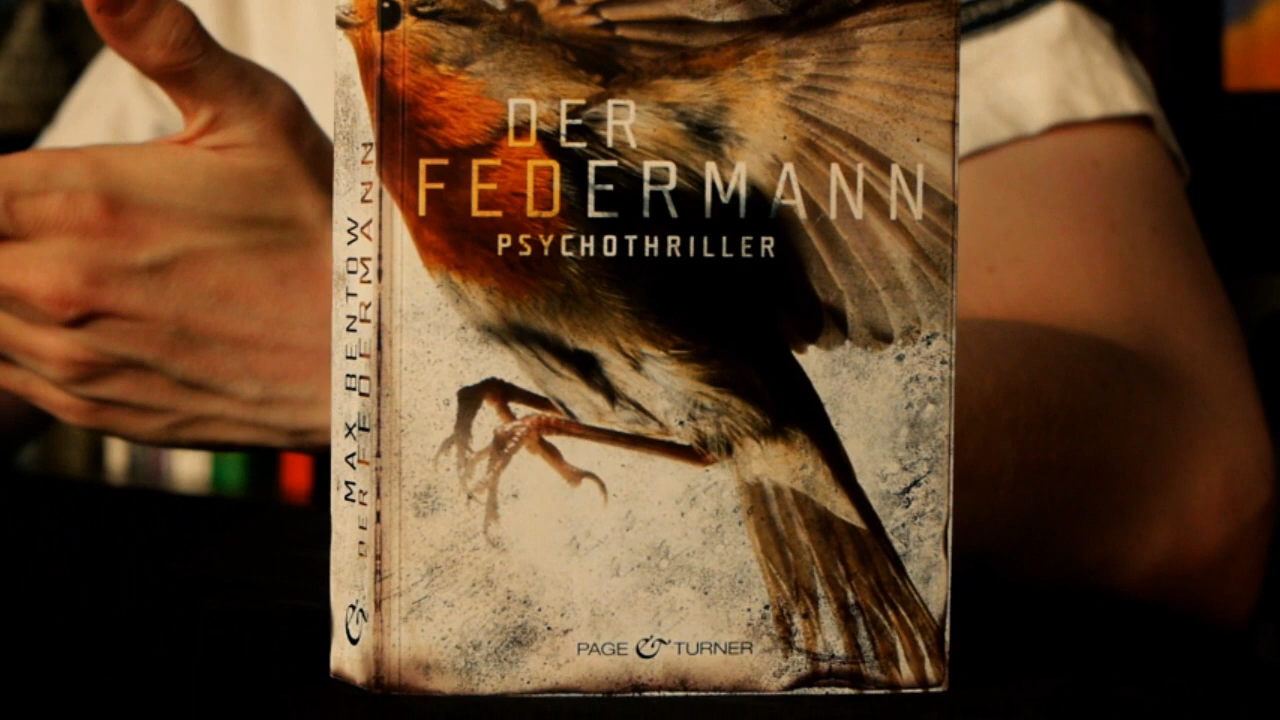 DER
FEDERMANN
PSYCHOTHRILLER
PAGE & TURNER
MAX BENTOW
DER FEDERMANN
&